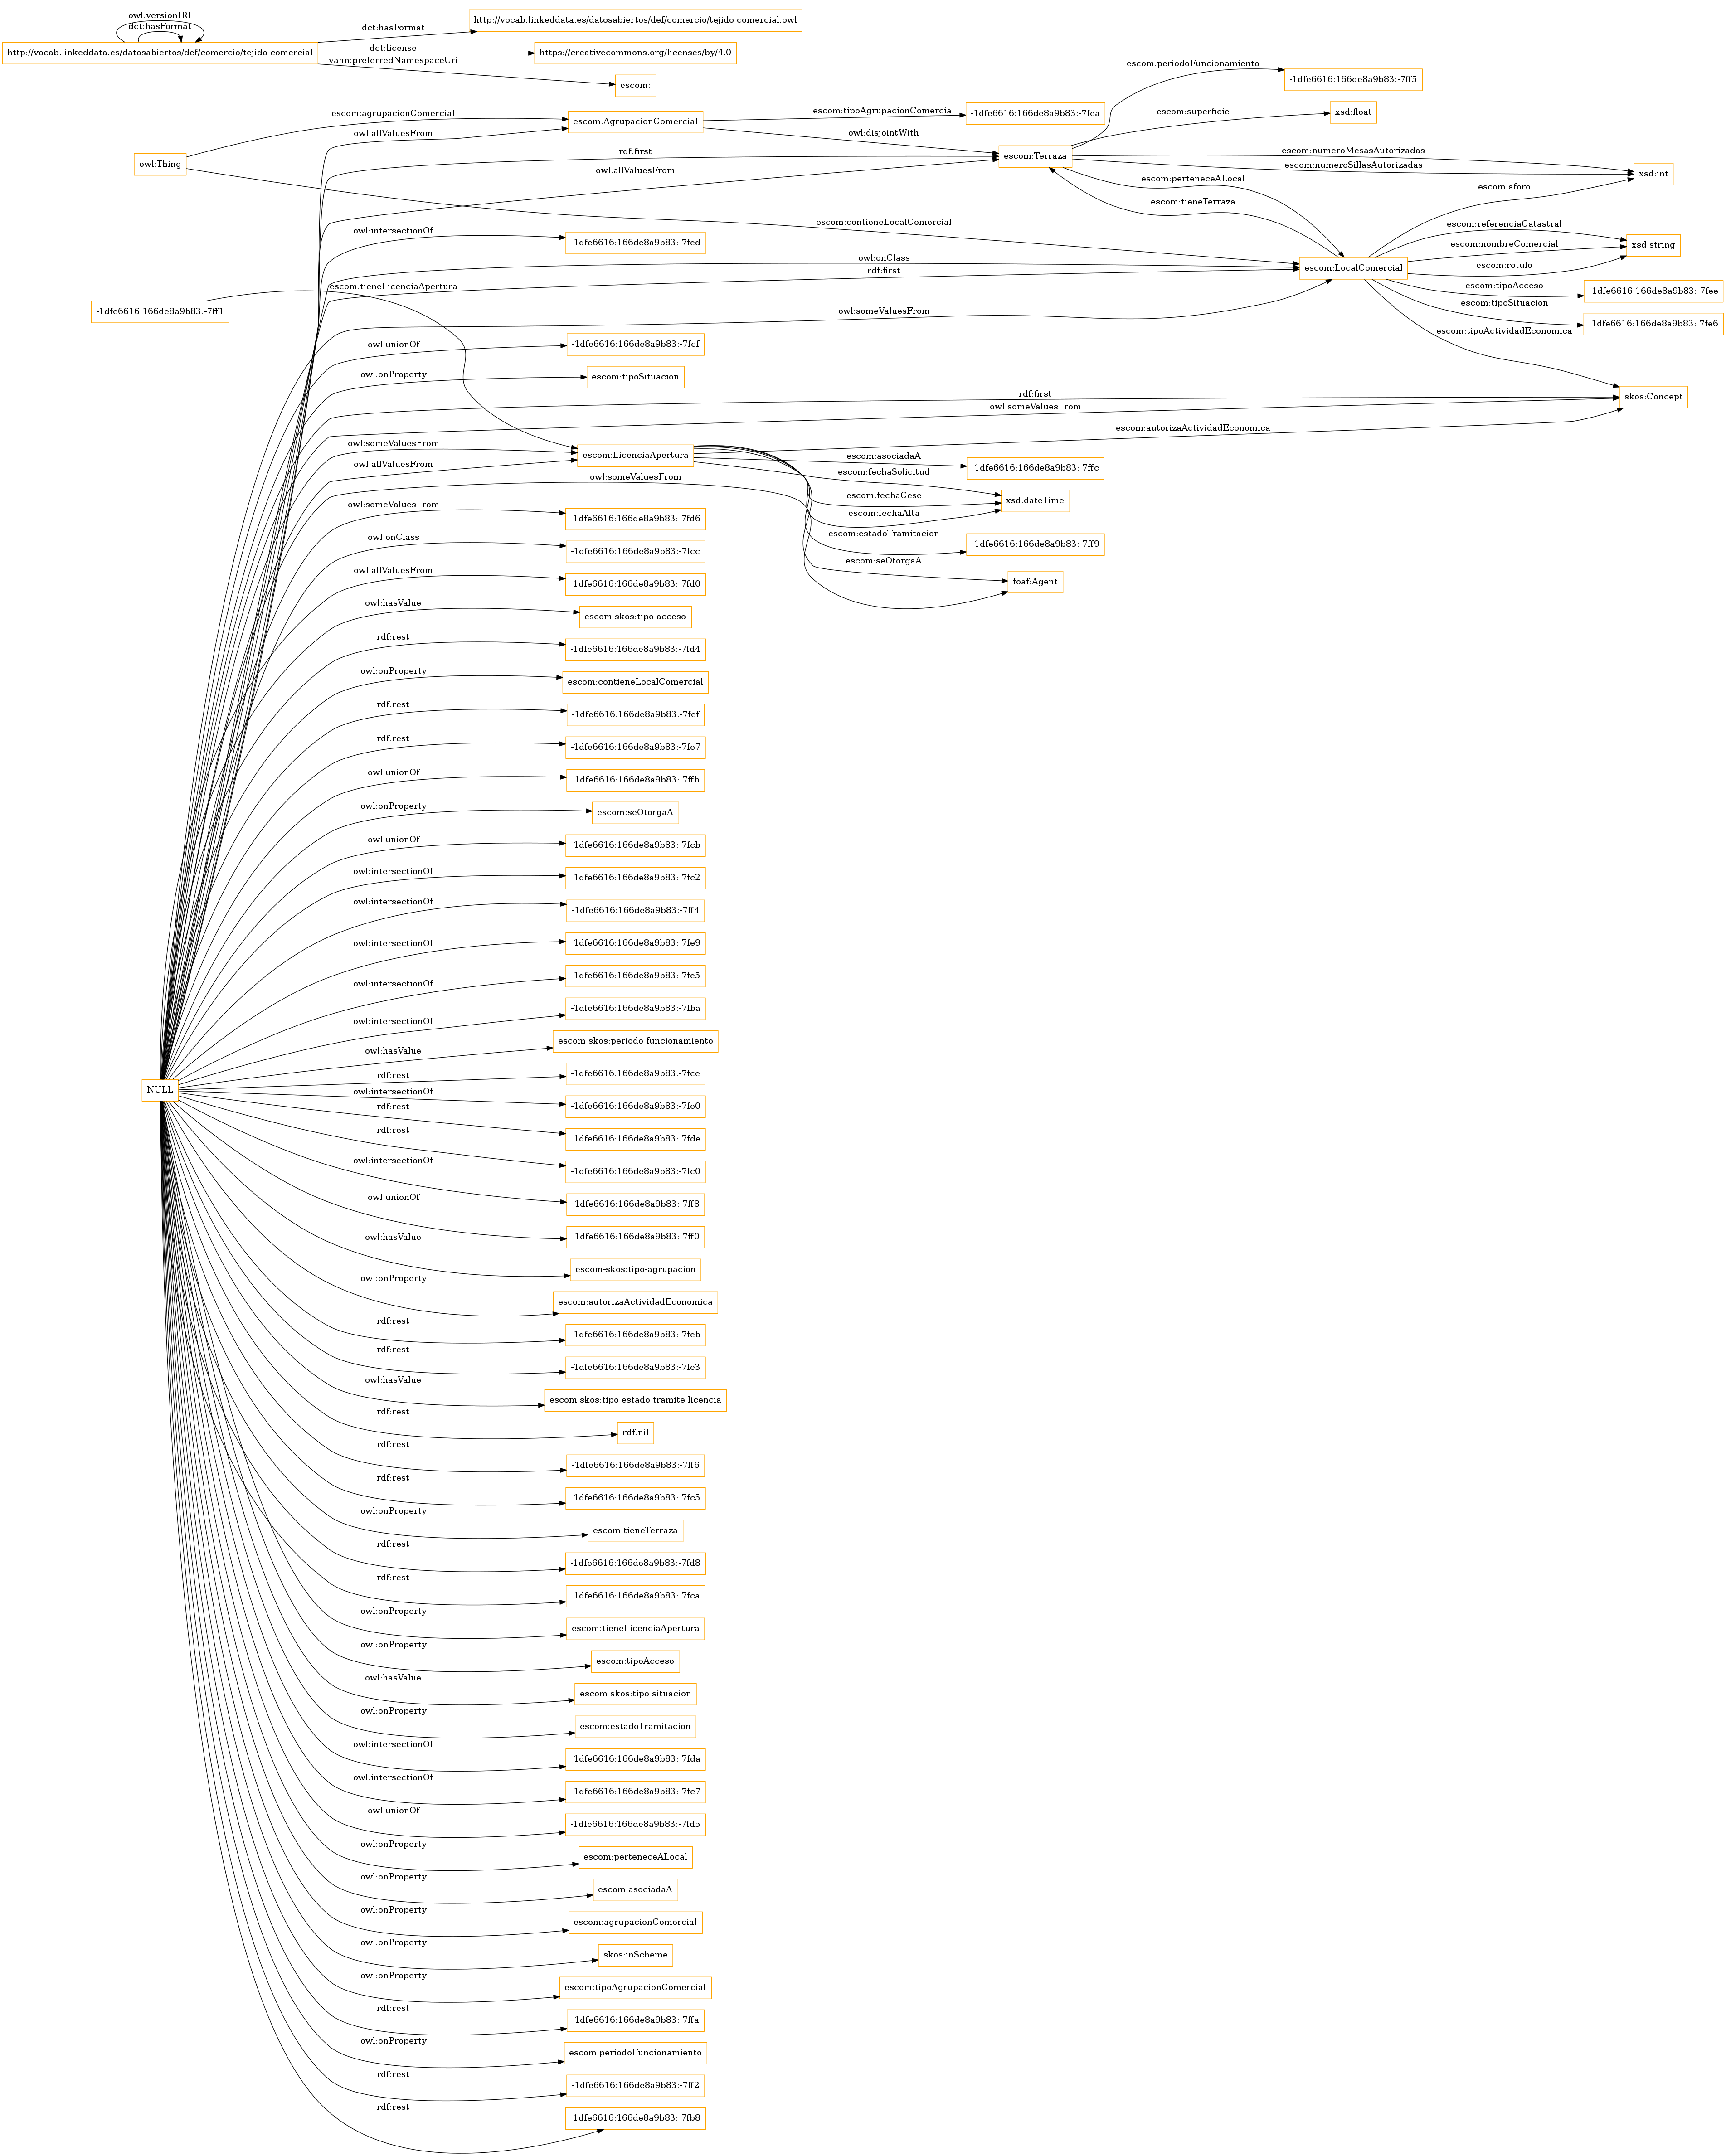 owl:versionIRI
dct:hasFormat
http://vocab.linkeddata.es/datosabiertos/def/comercio/tejido-comercial
dct:hasFormat
http://vocab.linkeddata.es/datosabiertos/def/comercio/tejido-comercial.owl
dct:license
https://creativecommons.org/licenses/by/4.0
vann:preferredNamespaceUri
escom:
owl:Thing
escom:agrupacionComercial
owl:allValuesFrom
escom:AgrupacionComercial
escom:tipoAgrupacionComercial
-1dfe6616:166de8a9b83:-7fea
owl:disjointWith
rdf:first
owl:allValuesFrom
escom:Terraza
escom:periodoFuncionamiento
-1dfe6616:166de8a9b83:-7ff5
escom:superficie
xsd:float
escom:numeroMesasAutorizadas
escom:numeroSillasAutorizadas
xsd:int
escom:perteneceALocal
escom:tieneTerraza
escom:aforo
escom:contieneLocalComercial
owl:intersectionOf
-1dfe6616:166de8a9b83:-7fed
owl:onClass
rdf:first
escom:LocalComercial
escom:referenciaCatastral
escom:nombreComercial
escom:rotulo
xsd:string
escom:tipoAcceso
-1dfe6616:166de8a9b83:-7fee
escom:tipoSituacion
-1dfe6616:166de8a9b83:-7fe6
escom:tipoActividadEconomica
-1dfe6616:166de8a9b83:-7ff1
escom:tieneLicenciaApertura
owl:someValuesFrom
owl:unionOf
-1dfe6616:166de8a9b83:-7fcf
owl:onProperty
escom:tipoSituacion
rdf:first
owl:someValuesFrom
skos:Concept
escom:autorizaActividadEconomica
owl:someValuesFrom
owl:allValuesFrom
escom:LicenciaApertura
escom:asociadaA
-1dfe6616:166de8a9b83:-7ffc
escom:fechaSolicitud
escom:fechaCese
escom:fechaAlta
xsd:dateTime
escom:estadoTramitacion
-1dfe6616:166de8a9b83:-7ff9
escom:seOtorgaA
foaf:Agent
owl:someValuesFrom
owl:someValuesFrom
-1dfe6616:166de8a9b83:-7fd6
owl:onClass
-1dfe6616:166de8a9b83:-7fcc
owl:allValuesFrom
-1dfe6616:166de8a9b83:-7fd0
owl:hasValue
escom-skos:tipo-acceso
rdf:rest
-1dfe6616:166de8a9b83:-7fd4
owl:onProperty
escom:contieneLocalComercial
rdf:rest
-1dfe6616:166de8a9b83:-7fef
rdf:rest
-1dfe6616:166de8a9b83:-7fe7
owl:unionOf
-1dfe6616:166de8a9b83:-7ffb
owl:onProperty
escom:seOtorgaA
owl:unionOf
-1dfe6616:166de8a9b83:-7fcb
owl:intersectionOf
-1dfe6616:166de8a9b83:-7fc2
owl:intersectionOf
-1dfe6616:166de8a9b83:-7ff4
owl:intersectionOf
-1dfe6616:166de8a9b83:-7fe9
owl:intersectionOf
-1dfe6616:166de8a9b83:-7fe5
owl:intersectionOf
-1dfe6616:166de8a9b83:-7fba
owl:hasValue
escom-skos:periodo-funcionamiento
NULL
rdf:rest
-1dfe6616:166de8a9b83:-7fce
owl:intersectionOf
-1dfe6616:166de8a9b83:-7fe0
rdf:rest
-1dfe6616:166de8a9b83:-7fde
rdf:rest
-1dfe6616:166de8a9b83:-7fc0
owl:intersectionOf
-1dfe6616:166de8a9b83:-7ff8
owl:unionOf
-1dfe6616:166de8a9b83:-7ff0
owl:hasValue
escom-skos:tipo-agrupacion
owl:onProperty
escom:autorizaActividadEconomica
rdf:rest
-1dfe6616:166de8a9b83:-7feb
rdf:rest
-1dfe6616:166de8a9b83:-7fe3
owl:hasValue
escom-skos:tipo-estado-tramite-licencia
rdf:rest
rdf:nil
rdf:rest
-1dfe6616:166de8a9b83:-7ff6
rdf:rest
-1dfe6616:166de8a9b83:-7fc5
owl:onProperty
escom:tieneTerraza
rdf:rest
-1dfe6616:166de8a9b83:-7fd8
rdf:rest
-1dfe6616:166de8a9b83:-7fca
owl:onProperty
escom:tieneLicenciaApertura
owl:onProperty
escom:tipoAcceso
owl:hasValue
escom-skos:tipo-situacion
owl:onProperty
escom:estadoTramitacion
owl:intersectionOf
-1dfe6616:166de8a9b83:-7fda
owl:intersectionOf
-1dfe6616:166de8a9b83:-7fc7
owl:unionOf
-1dfe6616:166de8a9b83:-7fd5
owl:onProperty
escom:perteneceALocal
owl:onProperty
escom:asociadaA
owl:onProperty
escom:agrupacionComercial
owl:onProperty
skos:inScheme
owl:onProperty
escom:tipoAgrupacionComercial
rdf:rest
-1dfe6616:166de8a9b83:-7ffa
owl:onProperty
escom:periodoFuncionamiento
rdf:rest
-1dfe6616:166de8a9b83:-7ff2
rdf:rest
-1dfe6616:166de8a9b83:-7fb8